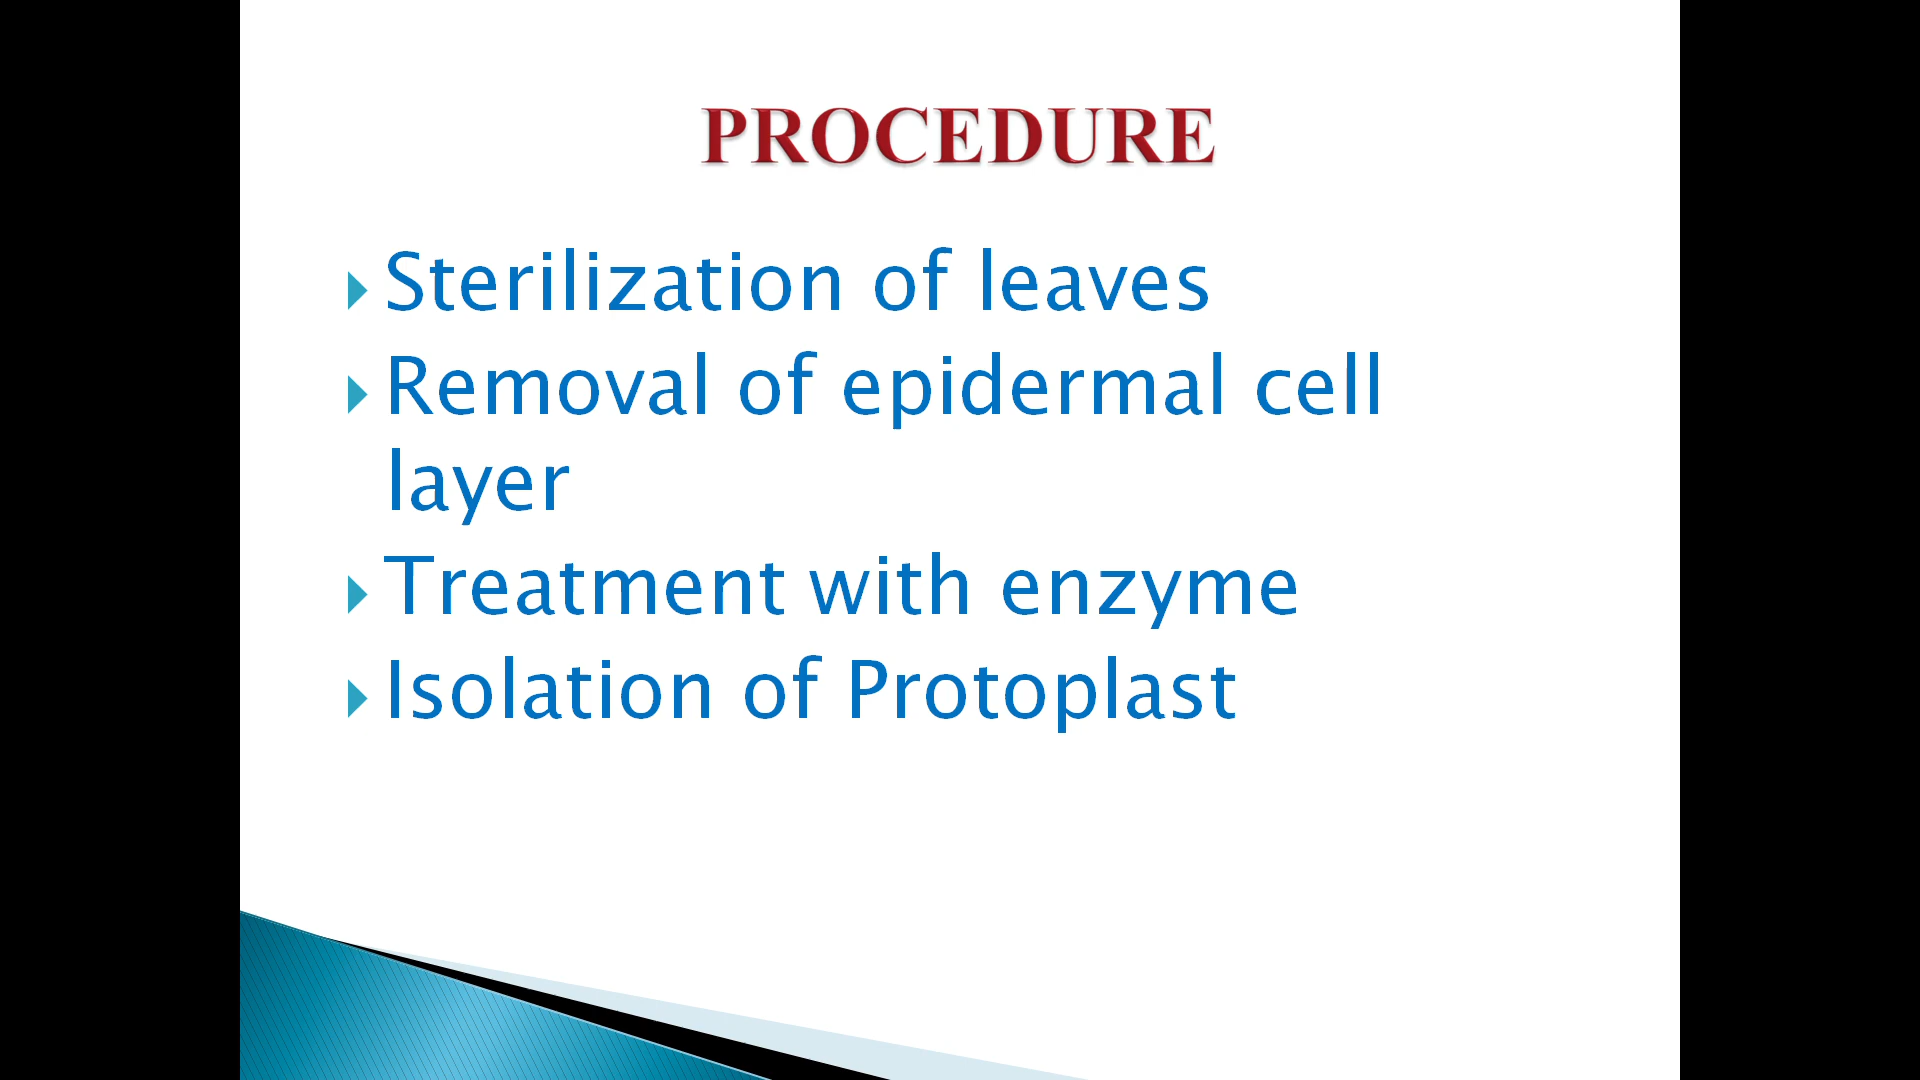 PROCEDURE
Sterilization of leaves
Removal of epidermal cell
layer
Treatment with enzyme
Isolation of Protoplast